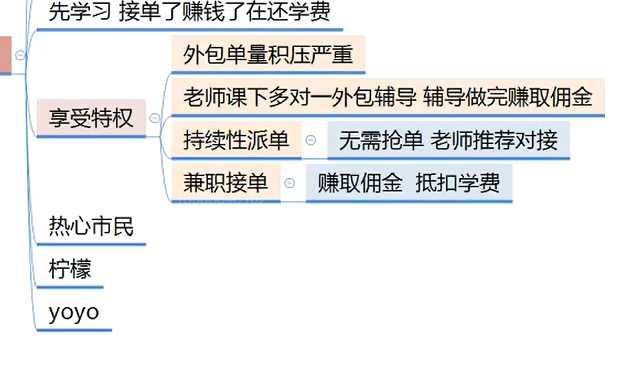 先学习 接单了赚钱了在还学费
外包单量积压严重
老师课下多对一外包辅导 辅导做完赚取佣金
享受特权
持续性派单
无需抢单 老师推荐对接
兼职接单
赚取佣金 抵扣学费
热心市民
柠檬
yoyo